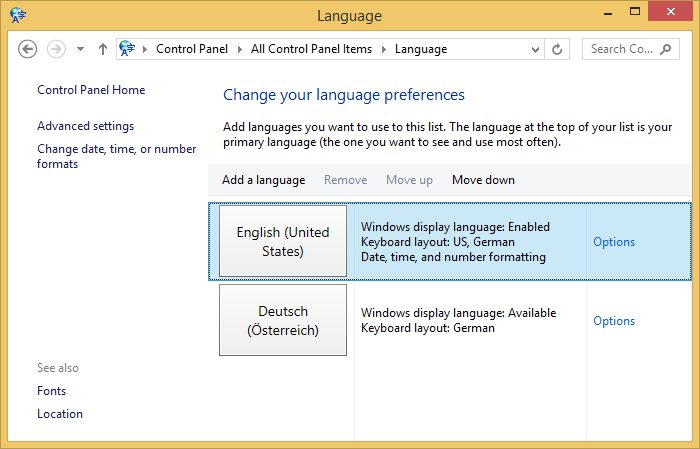 Language
Control Panel
All Control Panel Items
Language
Search Co...
Control Panel Home
Advanced settings
Change date, time, or number
formats
Change your language preferences
Add languages you want to use to this list. The language at the top of your list is your
primary language (the one you want to see and use most often).
Add a language
Remove
Move up
Move down
English (United
States)
Windows display language: Enabled
Keyboard layout: US, German
Date, time, and number formatting
Options
Deutsch
(Österreich)
Windows display language: Available
Keyboard layout: German
Options
See also
Fonts
Location